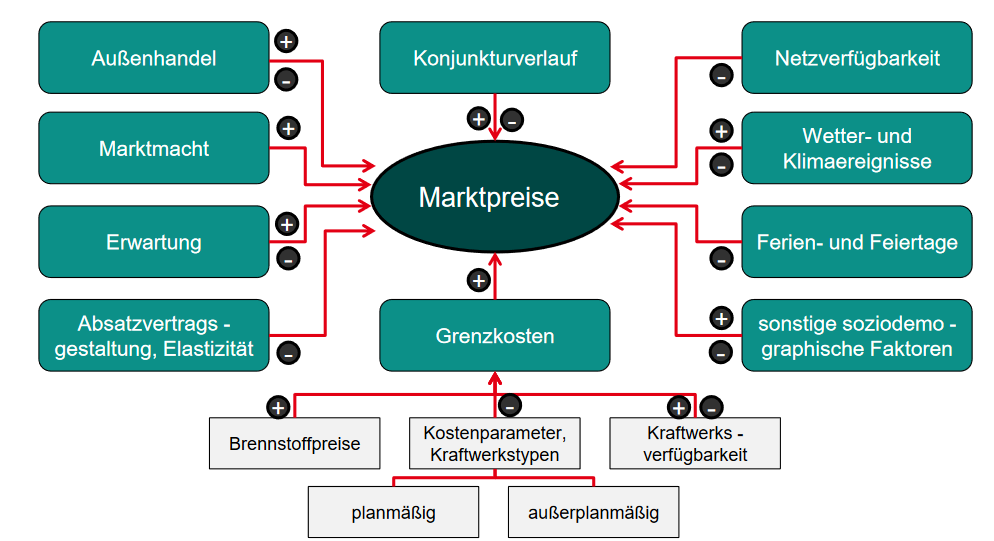 Außenhandel
+
-
Konjunkturverlauf
+
-
Netzverfügbarkeit
-
Marktmacht
+
Wetter- und
Klimaereignisse
+
-
Marktpreise
Erwartung
+
-
Ferien- und Feiertage
-
Absatzvertrags -
gestaltung, Elastizität
-
Grenzkosten
+
sonstige soziodemo -
graphische Faktoren
+
-
+
-
+
-
Brennstoffpreise
Kostenparameter,
Kraftwerkstypen
Kraftwerks -
verfügbarkeit
planmäßig
außerplanmäßig